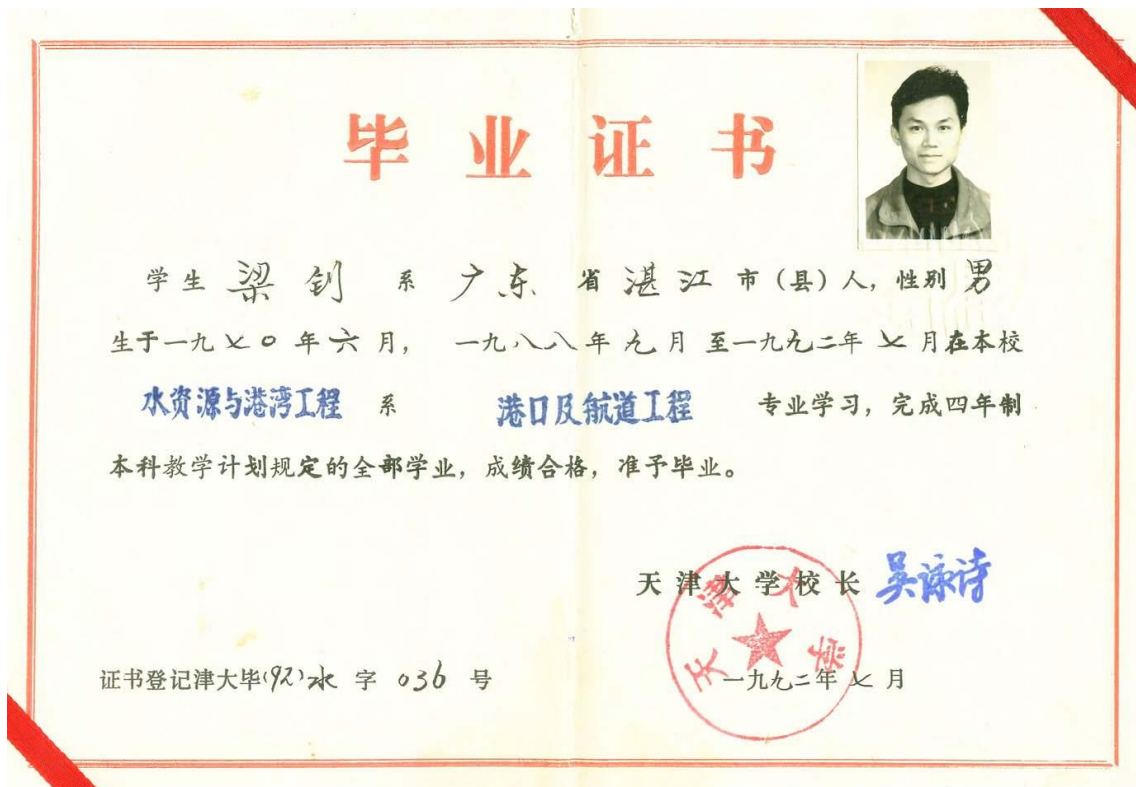 毕业证书
学生 梁钊 系 广东 省 湛江 市（县）人，性别 男
生于一九七〇年六月， 一九八八年九月至一九九二年七月在本校
水资源与港湾工程 系 港口及航道工程 专业学习，完成四年制
本科教学计划规定的全部学业，成绩合格，准予毕业。
天津大学校长 吴咏诗
天津大学
证书登记津大毕(92)水 字 036 号
一九九二年七月